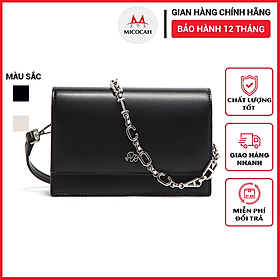 MICOCAH
GIAN HÀNG CHÍNH HÃNG
BẢO HÀNH 12 THÁNG
MÀU SẮC
CHẤT LƯỢNG
TỐT
GIAO HÀNG
NHANH
MIỄN PHÍ
ĐỔI TRẢ